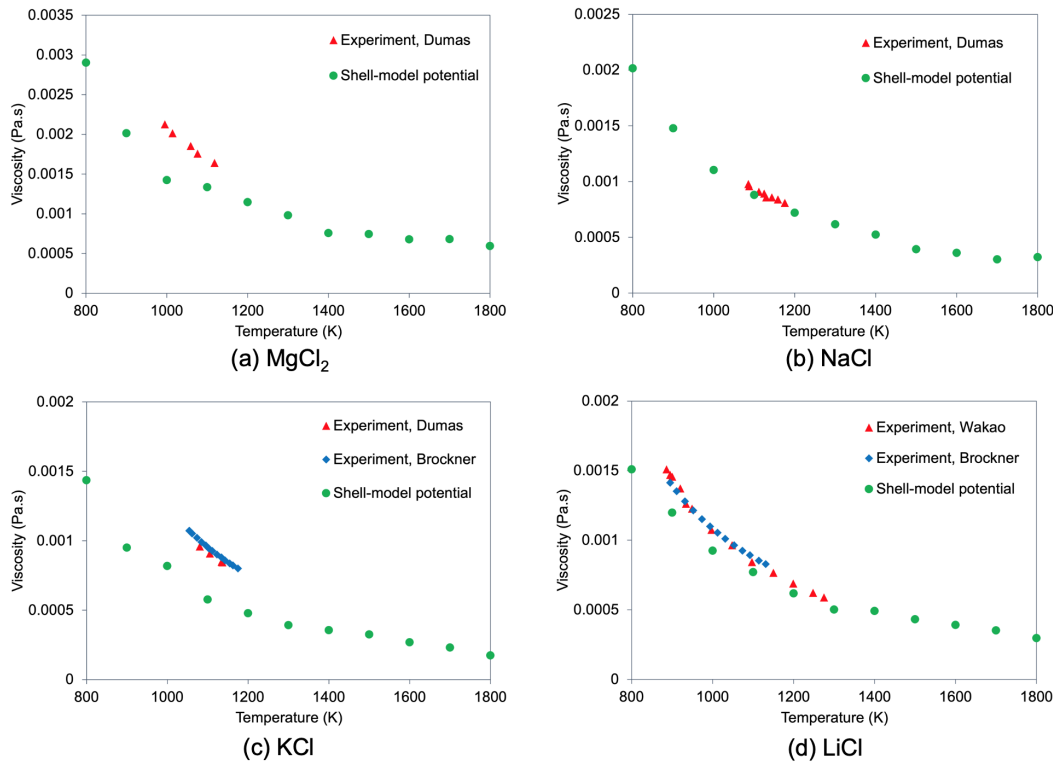 0.0035
0.003
0.0025
0.002
0.0015
0.001
0.0005
0
Viscosity (Pa.s)
Experiment, Dumas
Shell-model potential
800 1000 1200 1400 1600 1800
Temperature (K)
(a) MgCl₂
0.0025
0.002
0.0015
0.001
0.0005
0
Viscosity (Pa.s)
Experiment, Dumas
Shell-model potential
800 1000 1200 1400 1600 1800
Temperature (K)
(b) NaCl
0.002
0.0015
0.001
0.0005
0
Viscosity (Pa.s)
Experiment, Dumas
Experiment, Brockner
Shell-model potential
800 1000 1200 1400 1600 1800
Temperature (K)
(c) KCl
0.002
0.0015
0.001
0.0005
0
Viscosity (Pa.s)
Experiment, Wakao
Experiment, Brockner
Shell-model potential
800 1000 1200 1400 1600 1800
Temperature (K)
(d) LiCl